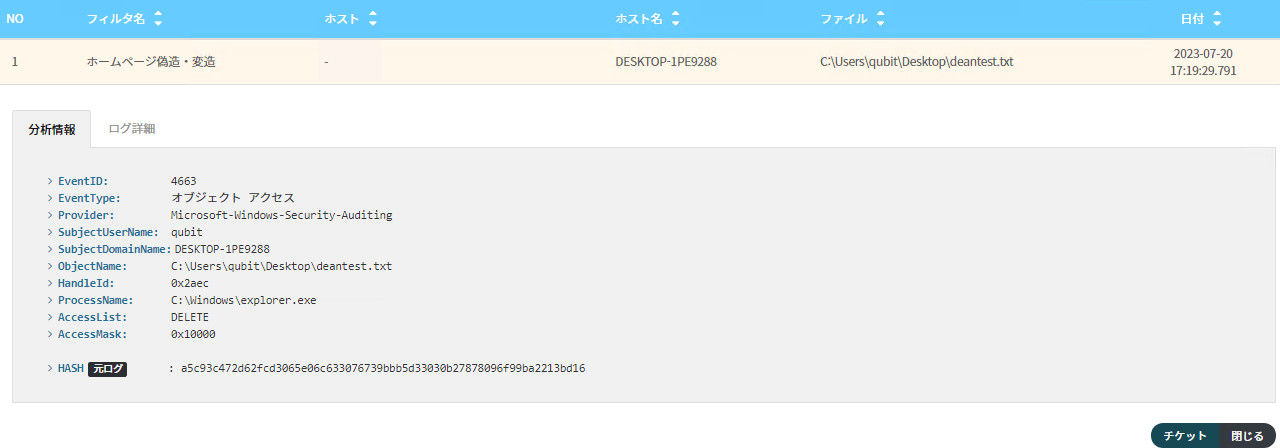 NO フィルタ名 ホスト ホスト名 ファイル 日付
1 ホームページ偽造・変造 - DESKTOP-1PE9288 C:\Users\qubit\Desktop\deantest.txt 2023-07-20
17:19:29.791
分析情報 ログ詳細
EventID: 4663
EventType: オブジェクト アクセス
Provider: Microsoft-Windows-Security-Auditing
SubjectUserName: qubit
SubjectDomainName: DESKTOP-1PE9288
ObjectName: C:\Users\qubit\Desktop\deantest.txt
HandleId: 0x2aec
ProcessName: C:\Windows\explorer.exe
AccessList: DELETE
AccessMask: 0x10000
HASH 元ログ : a5c93c472d62fcd3065e06c633076739bbb5d33030b27878096f99ba2213bd16
チケット 閉じる